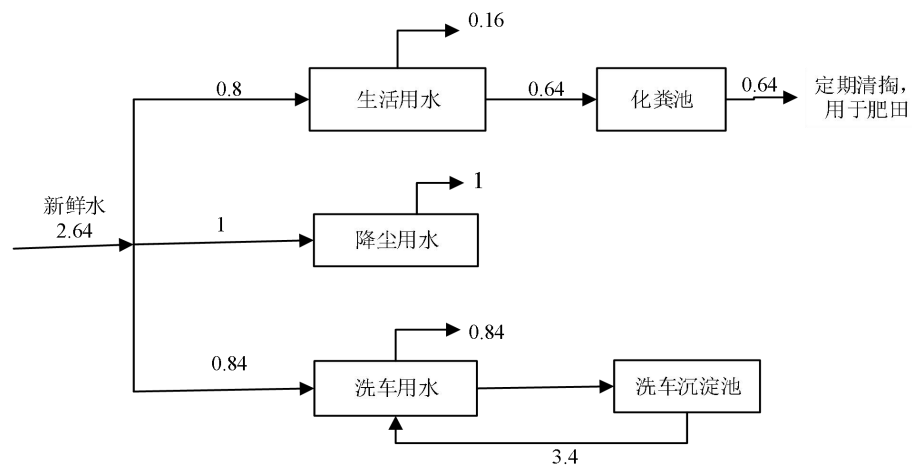 0.16
0.8
生活用水
0.64
化粪池
0.64
定期清掏，
用于肥田
新鲜水
2.64
1
1
降尘用水
0.84
0.84
洗车用水
洗车沉淀池
3.4